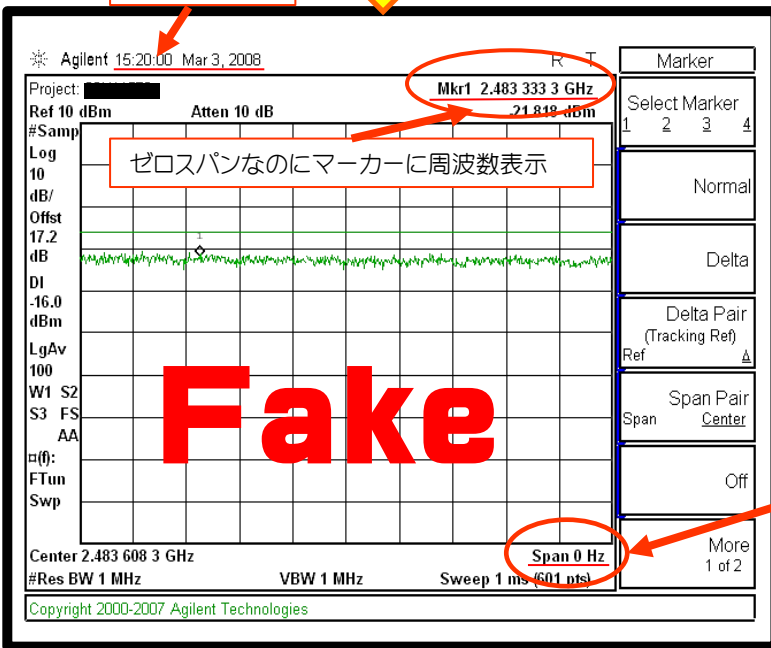 Agilent 15:20:00 Mar 3, 2008 R T
Project:
Mkr1 2.483 333 3 GHz
Ref 10 dBm Atten 10 dB -21.818 dBm
#Samp
Log
10
dB/
Offst
17.2
dB
DI
-16.0
dBm
LgAv
100
W1 S2
S3 FS
AA
¤(f):
FTun
Swp
ゼロスパンなのにマーカーに周波数表示
1
Fake
Center 2.483 608 3 GHz Span 0 Hz
#Res BW 1 MHz VBW 1 MHz Sweep 1 ms (601 pts)
Copyright 2000-2007 Agilent Technologies
Marker
Select Marker
1 2 3 4
Normal
Delta
Delta Pair
(Tracking Ref)
Ref Δ
Span Pair
Span Center
Off
More
1 of 2